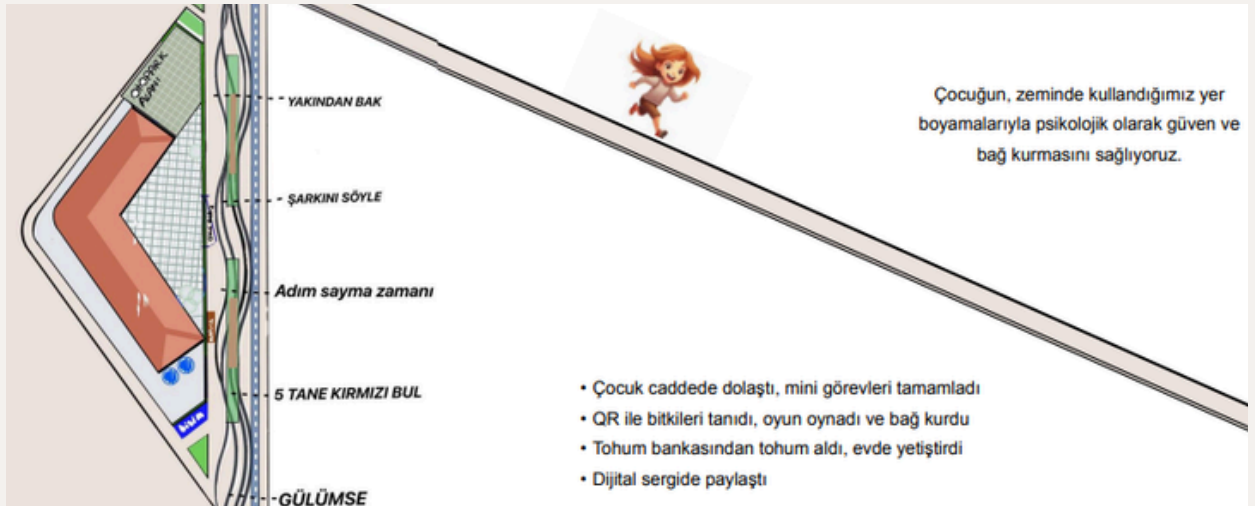 OTOPARK
ALANI
YAKINDAN BAK
ŞARKINI SÖYLE
Adım sayma zamanı
5 TANE KIRMIZI BUL
GÜLÜMSE
Çocuğun, zeminde kullandığımız yer
boyamalarıyla psikolojik olarak güven ve
bağ kurmasını sağlıyoruz.
• Çocuk caddede dolaştı, mini görevleri tamamladı
• QR ile bitkileri tanıdı, oyun oynadı ve bağ kurdu
• Tohum bankasından tohum aldı, evde yetiştirdi
• Dijital sergide paylaştı